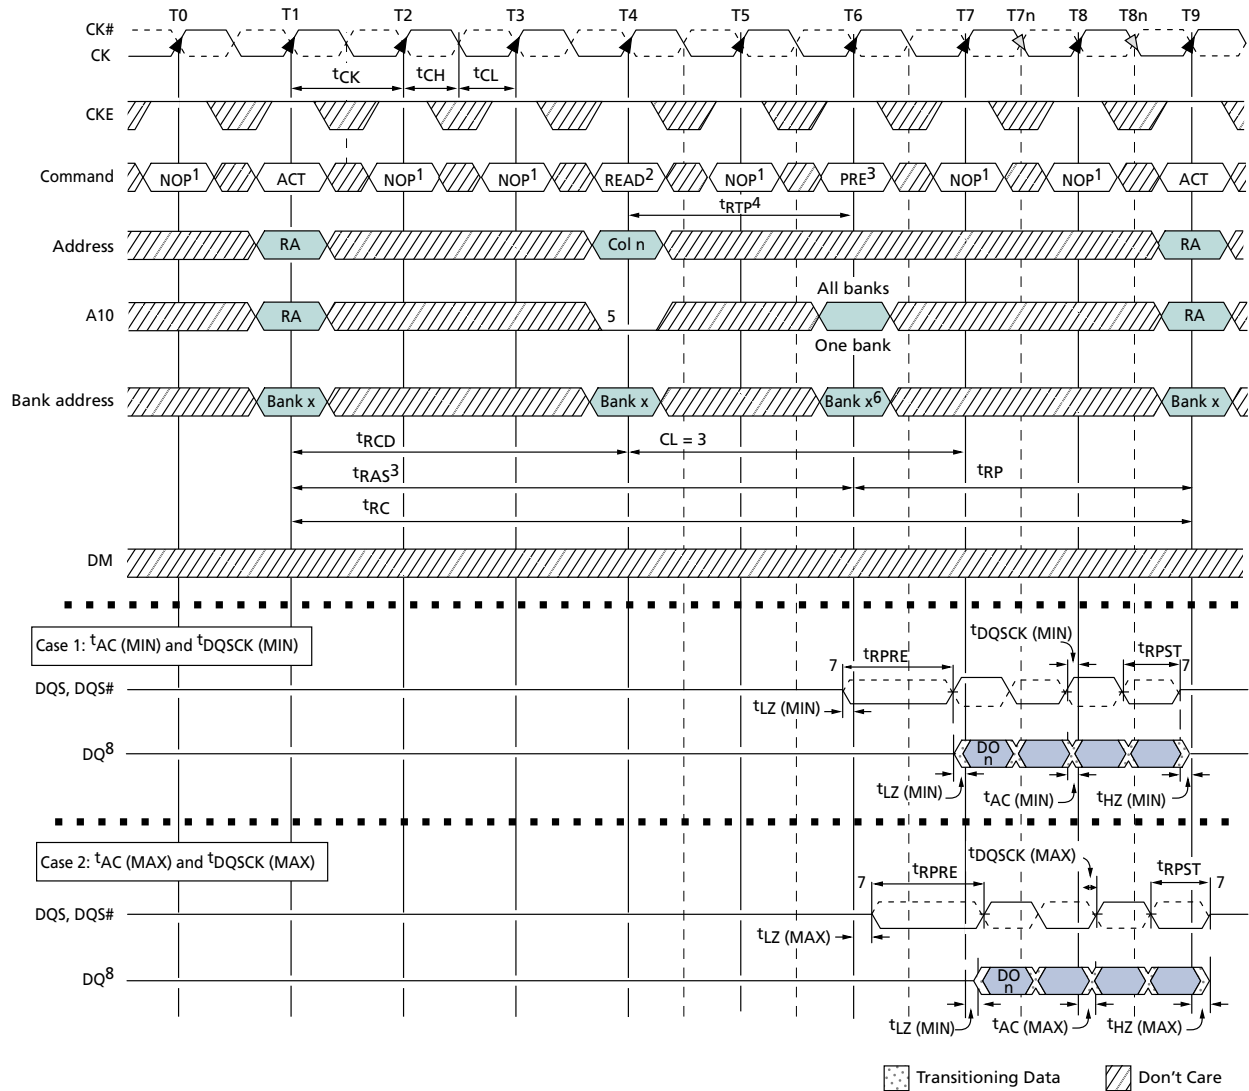 T0 T1 T2 T3 T4 T5 T6 T7 T7n T8 T8n T9
CK#
CK
tCK tCH tCL
CKE
Command NOP1 ACT NOP1 NOP1 READ2 NOP1 PRE3 NOP1 NOP1 ACT
tRTP4
Address RA Col n RA
All banks
A10 RA 5 RA
One bank
Bank address Bank x Bank x Bank x6 Bank x
tRCD CL = 3
tRAS3 tRP
tRC
DM
Case 1: tAC (MIN) and tDQSCK (MIN)
tDQSCK (MIN)
7 tRPRE tRPST 7
DQS, DQS#
tLZ (MIN)
DQ8 DO n
tLZ (MIN) tAC (MIN) tHZ (MIN)
Case 2: tAC (MAX) and tDQSCK (MAX)
tDQSCK (MAX)
7 tRPRE tRPST 7
DQS, DQS#
tLZ (MAX)
DQ8 DO n
tLZ (MIN) tAC (MAX) tHZ (MAX)
Transitioning Data Don't Care